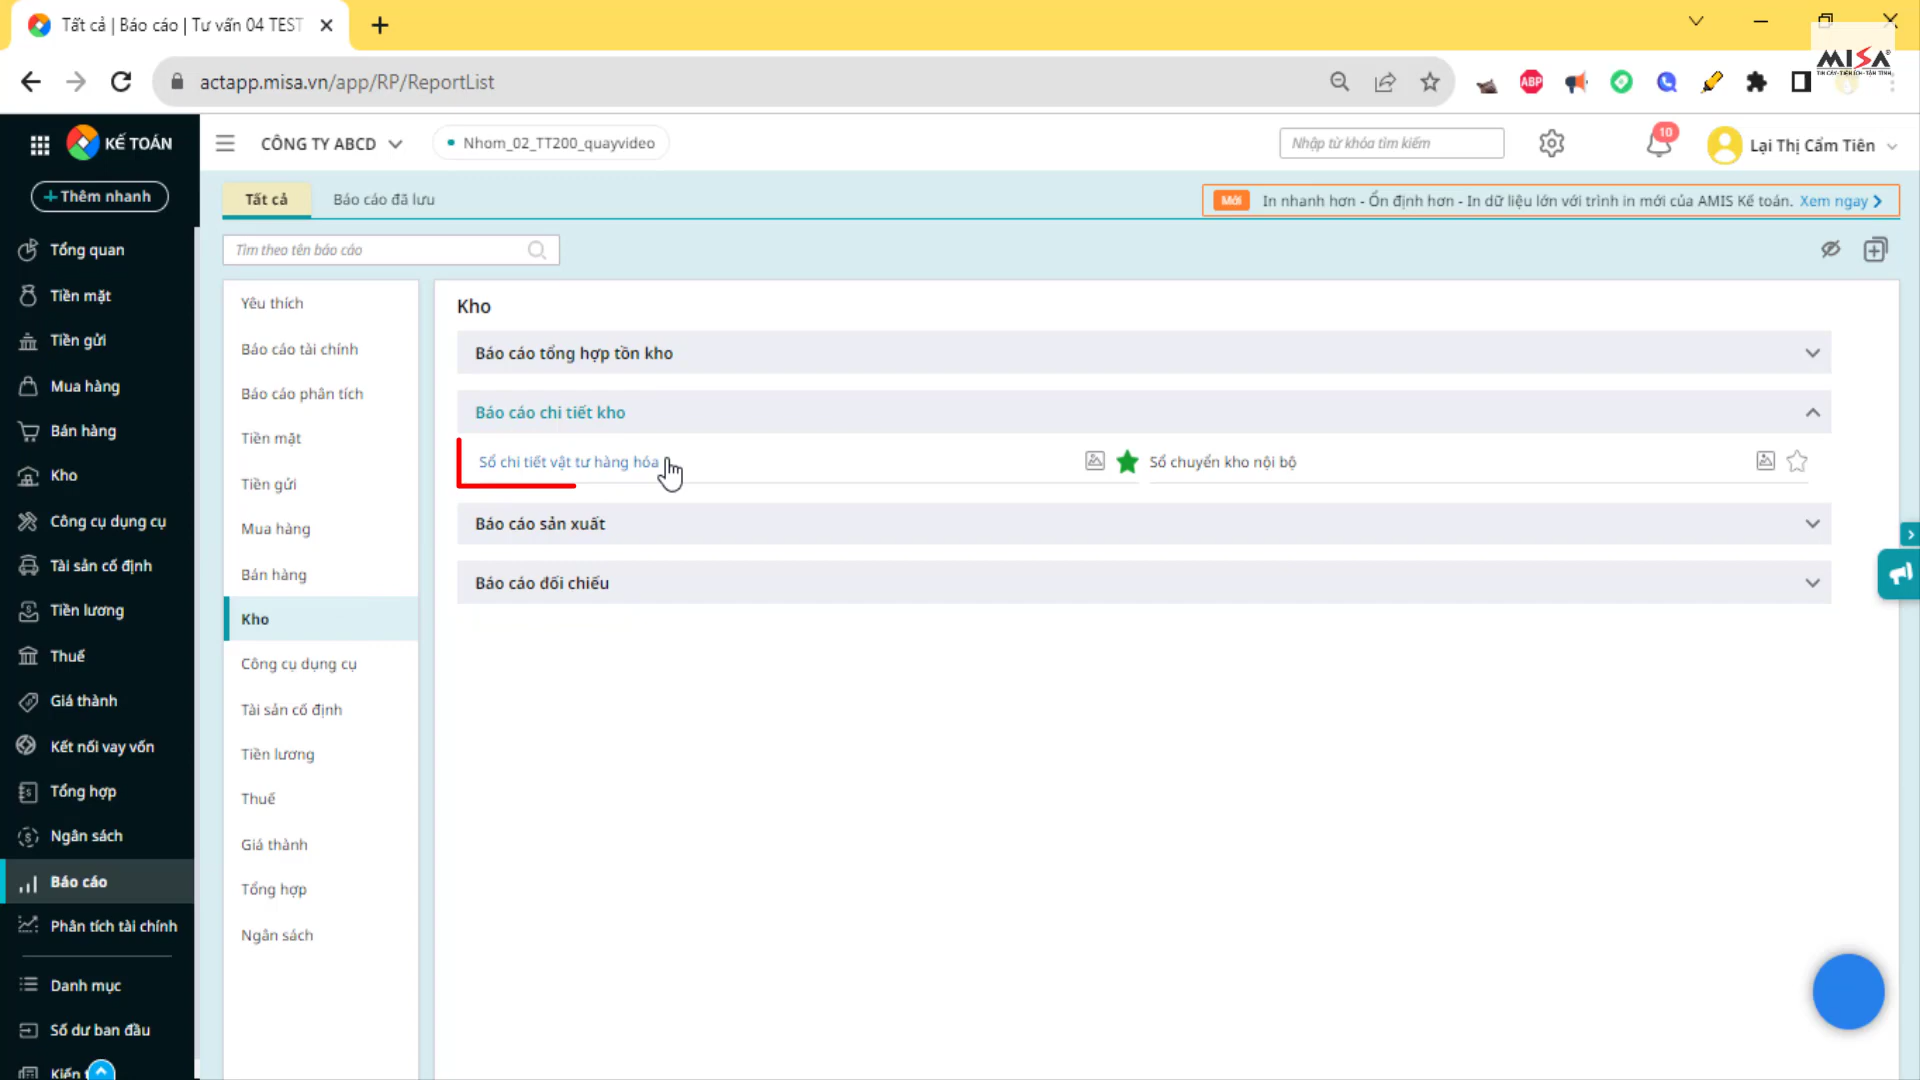 Tất cả | Báo cáo | Tư vấn 04 TEST
actapp.misa.vn/app/RP/ReportList
ABP
MISA
TIN CẬY - TIỆN ÍCH - TẬN TÌNH
KẾ TOÁN
CÔNG TY ABCD
Nhom_02_TT200_quayvideo
Nhập từ khóa tìm kiếm
10
Lại Thị Cẩm Tiên
Thêm nhanh
Tất cả
Báo cáo đã lưu
Mới
In nhanh hơn - Ổn định hơn - In dữ liệu lớn với trình in mới của AMIS Kế toán. Xem ngay
Tìm theo tên báo cáo
Tổng quan
Tiền mặt
Tiền gửi
Mua hàng
Bán hàng
Kho
Công cụ dụng cụ
Tài sản cố định
Tiền lương
Thuế
Giá thành
Kết nối vay vốn
Tổng hợp
Ngân sách
Báo cáo
Phân tích tài chính
Danh mục
Số dư ban đầu
Yêu thích
Báo cáo tài chính
Báo cáo phân tích
Tiền mặt
Tiền gửi
Mua hàng
Bán hàng
Kho
Công cụ dụng cụ
Tài sản cố định
Tiền lương
Thuế
Giá thành
Tổng hợp
Ngân sách
Kho
Báo cáo tổng hợp tồn kho
Báo cáo chi tiết kho
Sổ chi tiết vật tư hàng hóa
Sổ chuyển kho nội bộ
Báo cáo sản xuất
Báo cáo đối chiếu